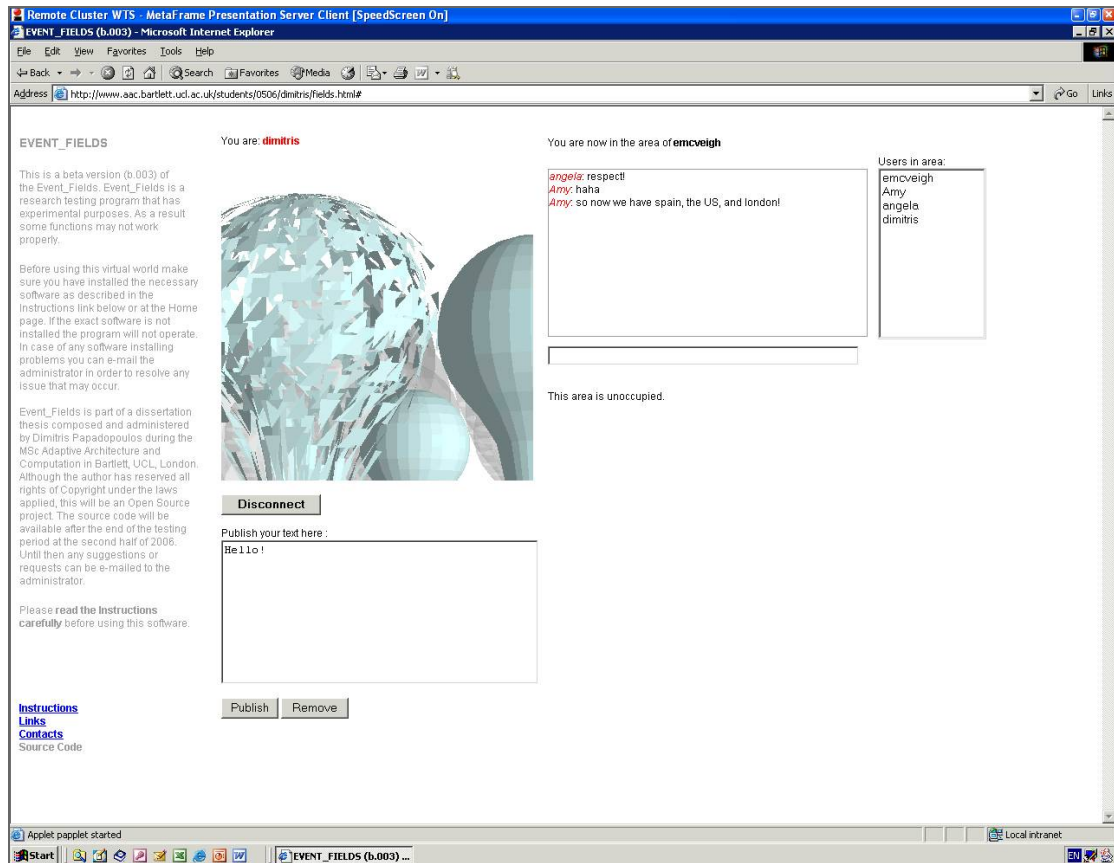 Remote Cluster WTS - MetaFrame Presentation Server Client [SpeedScreen On]
EVENT_FIELDS (b.003) - Microsoft Internet Explorer
File Edit View Favorites Tools Help
Back Search Favorites Media
Address http://www.aac.bartlett.ucl.ac.uk/students/0506/dimitris/fields.html# Go Links
EVENT_FIELDS
This is a beta version (b.003) of
the Event_Fields. Event_Fields is a
research testing program that has
experimental purposes. As a result
some functions may not work
properly.
Before using this virtual world make
sure you have installed the necessary
software as described in the
Instructions link below or at the Home
page. If the exact software is not
installed the program will not operate.
In case of any software installing
problems you can e-mail the
administrator in order to resolve any
issue that may occur.
Event_Fields is part of a dissertation
thesis composed and administered
by Dimitris Papadopoulos during the
MSc Adaptive Architecture and
Computation in Bartlett, UCL, London.
Although the author has reserved all
rights of Copyright under the laws
applied, this will be an Open Source
project. The source code will be
available after the end of the testing
period at the second half of 2006.
Until then any suggestions or
requests can be e-mailed to the
administrator.
Please read the Instructions
carefully before using this software.
Instructions
Links
Contacts
Source Code
You are: dimitris
Disconnect
Publish your text here :
Hello!
Publish Remove
You are now in the area of emcveigh
angela: respect!
Amy: haha
Amy: so now we have spain, the US, and london!
Users in area:
emcveigh
Amy
angela
dimitris
This area is unoccupied.
Applet papplet started
Local intranet
Start
EVENT_FIELDS (b.003) ...
EN